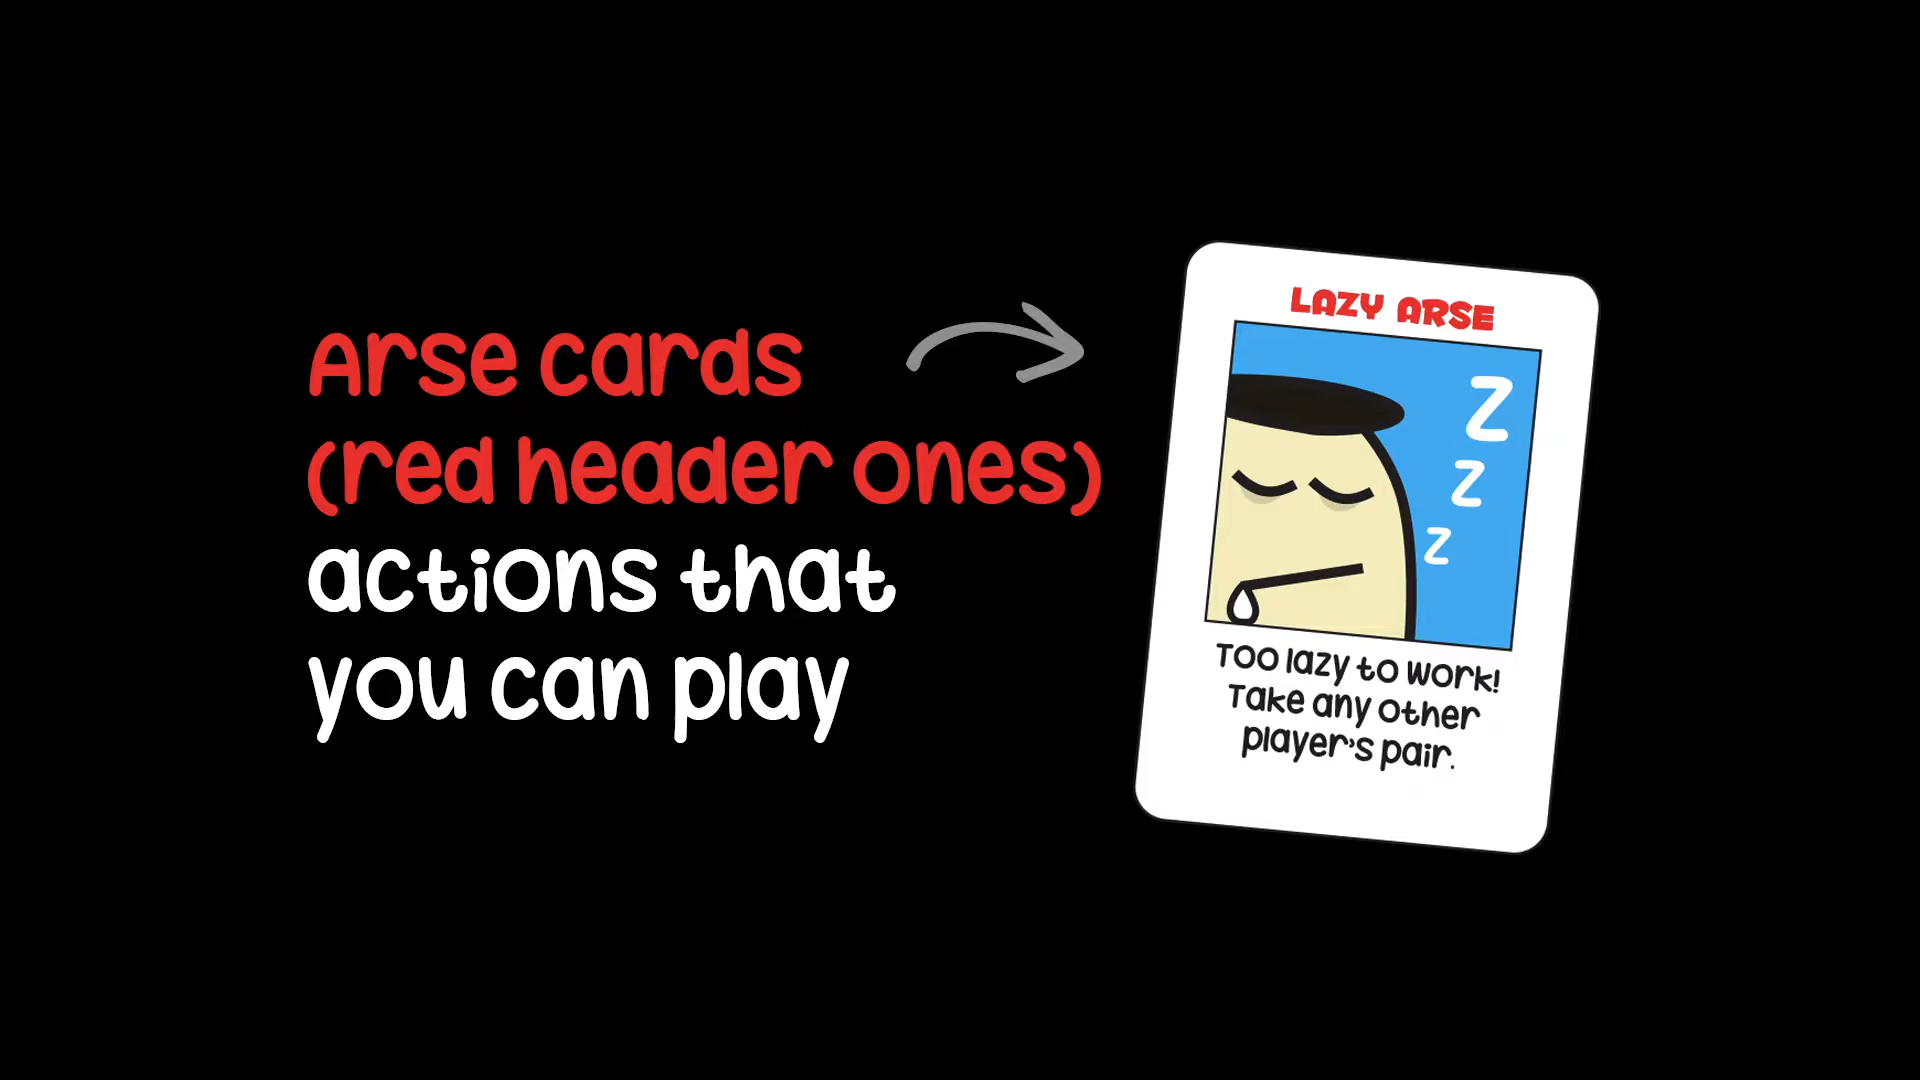 Arse cards
(red header ones)
actions that
you can play
LAZY ARSE
Z
Z
Z
Too lazy to work!
Take any other
player's pair.